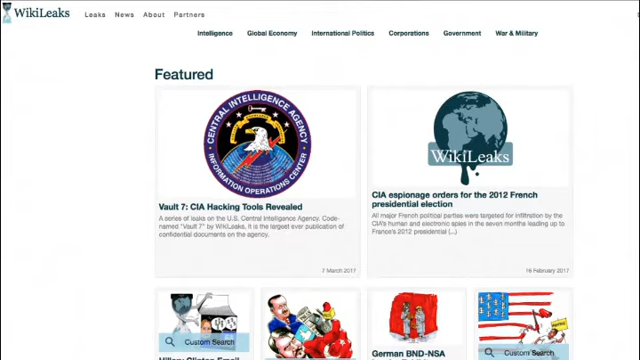 WikiLeaks Leaks News About Partners
Intelligence Global Economy International Politics Corporations Government War & Military
Featured
CENTRAL INTELLIGENCE AGENCY
INFORMATION OPERATIONS CENTER
WikiLeaks
Vault 7: CIA Hacking Tools Revealed
A series of leaks on the U.S. Central Intelligence Agency. Code-
named "Vault 7" by WikiLeaks, it is the largest ever publication of
confidential documents on the agency.
7 March 2017
CIA espionage orders for the 2012 French
presidential election
All major French political parties were targeted for infiltration by the
CIA's human and electronic spies in the seven months leading up to
France's 2012 presidential (...)
16 February 2017
Custom Search
German BND-NSA
Custom Search